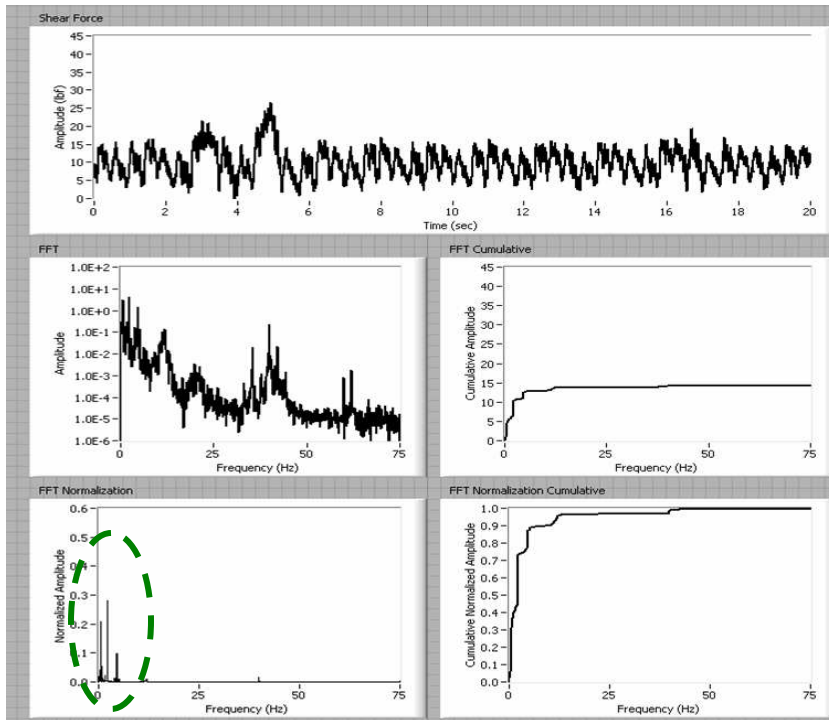 Shear Force
Amplitude (lbf)
45
40
35
30
25
20
15
10
5
0
0 2 4 6 8 10 12 14 16 18 20
Time (sec)
FFT
Amplitude
1.0E+2
1.0E+1
1.0E+0
1.0E-1
1.0E-2
1.0E-3
1.0E-4
1.0E-5
1.0E-6
0 25 50 75
Frequency (Hz)
FFT Cumulative
Cumulative Amplitude
45
40
35
30
25
20
15
10
5
0
0 25 50 75
Frequency (Hz)
FFT Normalization
Normalized Amplitude
0.6
0.5
0.4
0.3
0.2
0.1
0.0
0 25 50 75
Frequency (Hz)
FFT Normalization Cumulative
Cumulative Normalized Amplitude
1.0
0.9
0.8
0.7
0.6
0.5
0.4
0.3
0.2
0.1
0.0
0 25 50 75
Frequency (Hz)